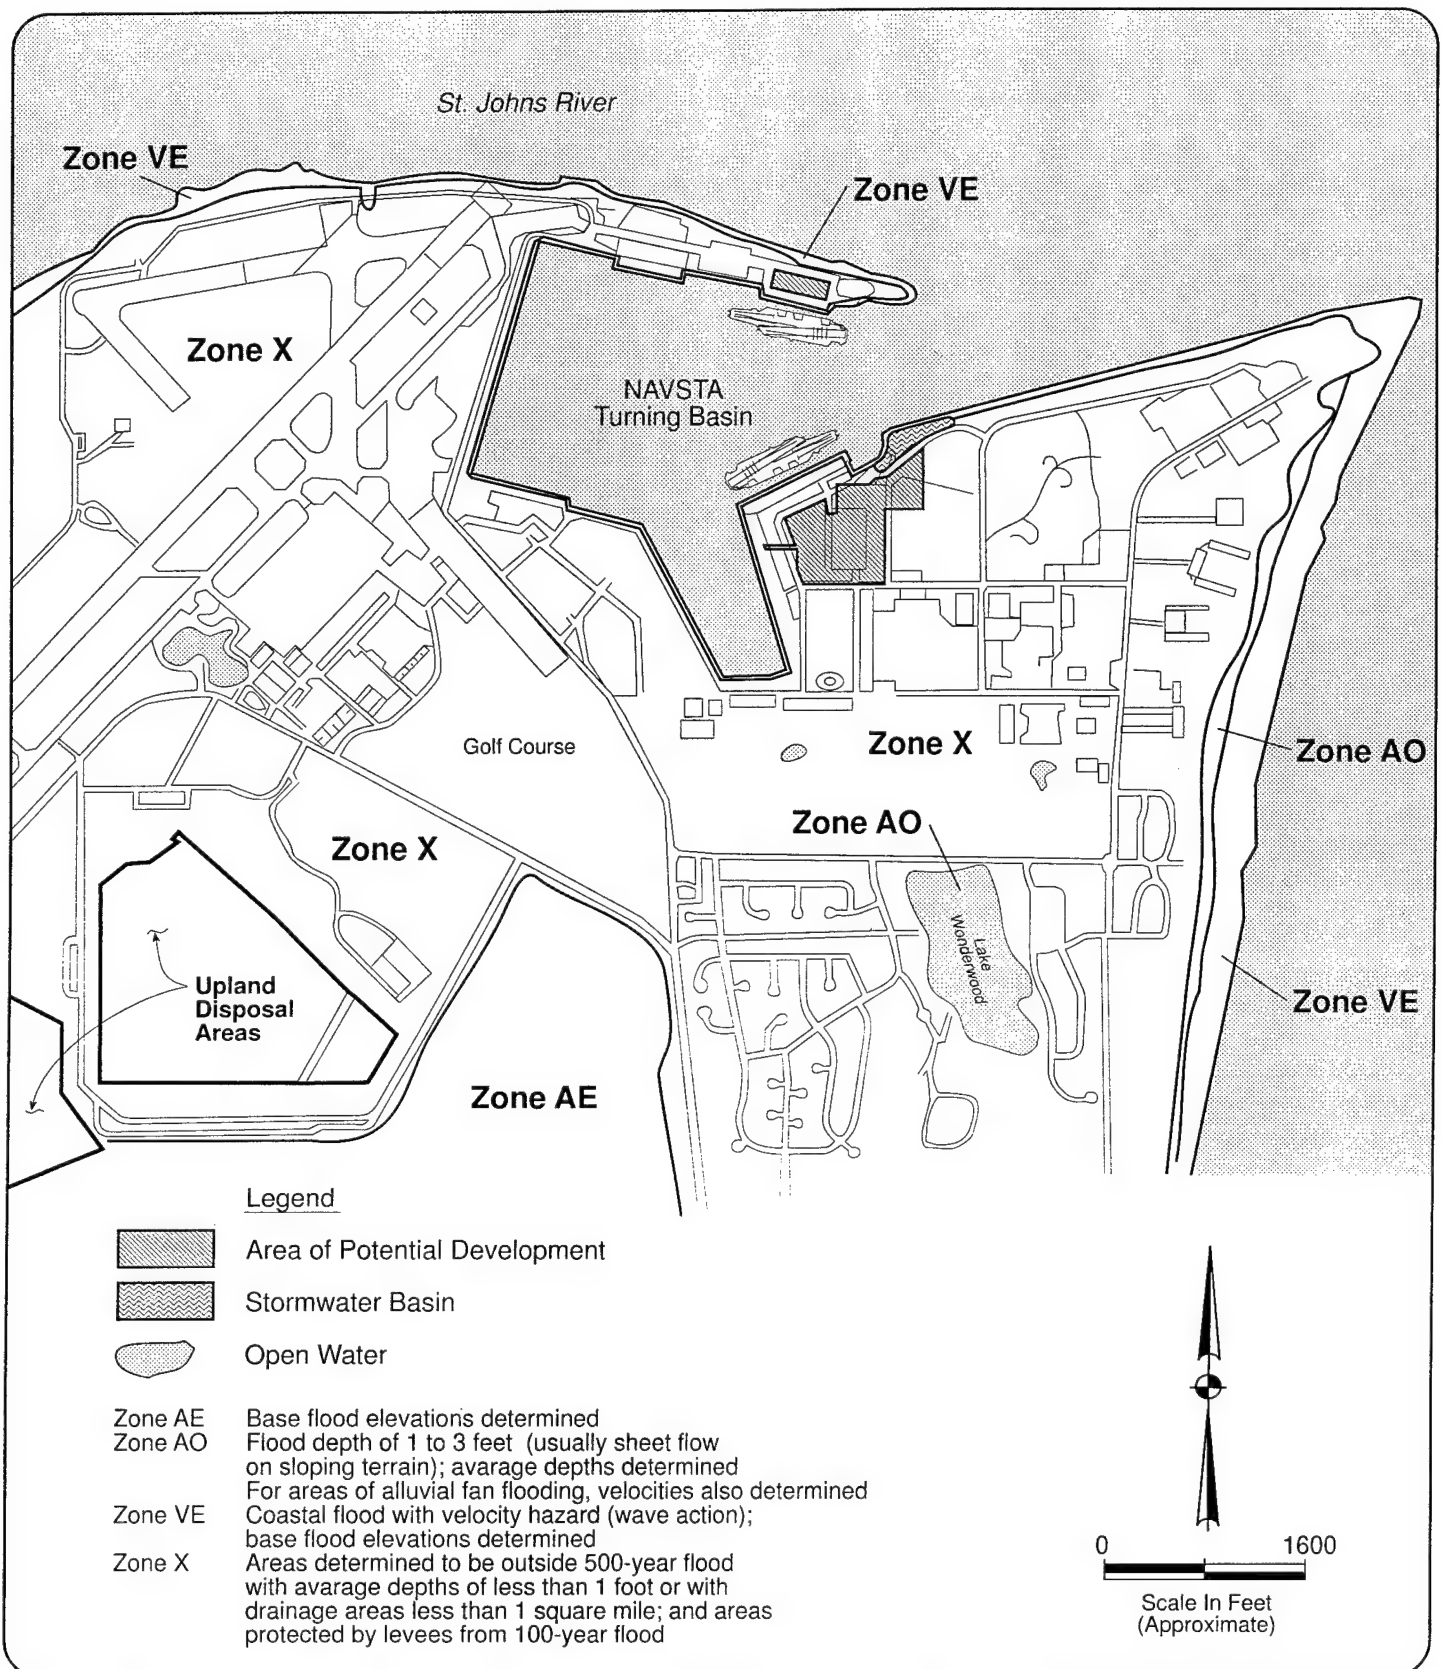 St. Johns River
Zone VE
Zone VE
Zone X
NAVSTA
Turning Basin
Golf Course
Zone X
Zone AO
Zone AO
Zone X
Lake
Wonderwood
Upland
Disposal
Areas
Zone VE
Zone AE
Legend
Area of Potential Development
Stormwater Basin
Open Water
Zone AE Base flood elevations determined
Zone AO Flood depth of 1 to 3 feet (usually sheet flow
on sloping terrain); avarage depths determined
For areas of alluvial fan flooding, velocities also determined
Zone VE Coastal flood with velocity hazard (wave action);
base flood elevations determined
Zone X Areas determined to be outside 500-year flood
with avarage depths of less than 1 foot or with
drainage areas less than 1 square mile; and areas
protected by levees from 100-year flood
0 1600
Scale In Feet
(Approximate)